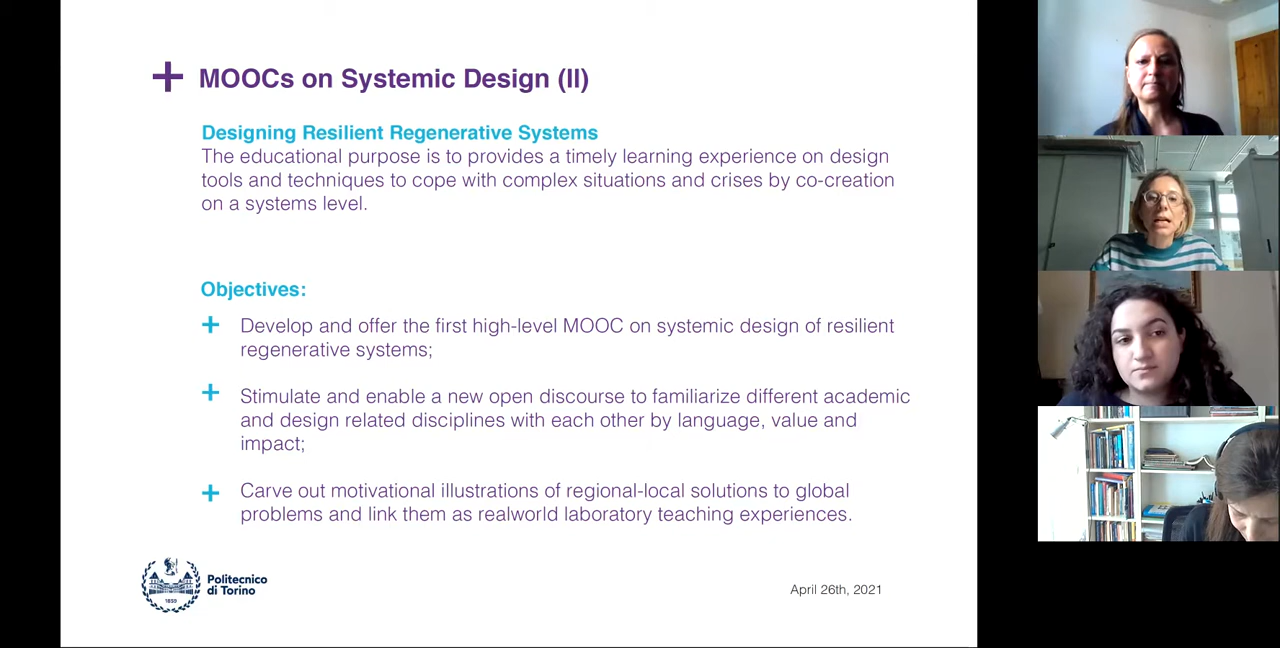 MOOCs on Systemic Design (II)
Designing Resilient Regenerative Systems
The educational purpose is to provides a timely learning experience on design
tools and techniques to cope with complex situations and crises by co-creation
on a systems level.
Objectives:
Develop and offer the first high-level MOOC on systemic design of resilient
regenerative systems;
Stimulate and enable a new open discourse to familiarize different academic
and design related disciplines with each other by language, value and
impact;
Carve out motivational illustrations of regional-local solutions to global
problems and link them as realworld laboratory teaching experiences.
Politecnico
di Torino
1859
April 26th, 2021